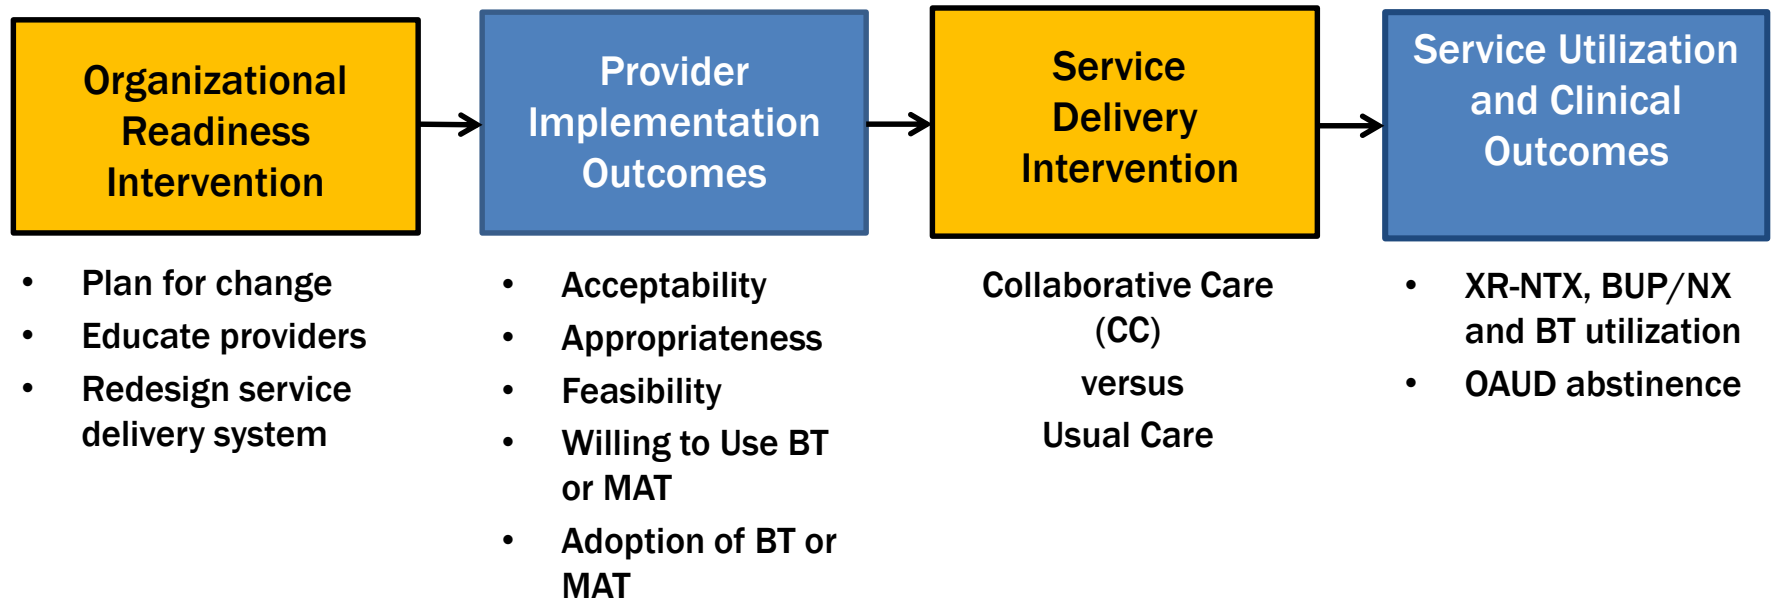 Organizational
Readiness
Intervention
Provider
Implementation
Outcomes
Service
Delivery
Intervention
Service Utilization
and Clinical
Outcomes
• Plan for change
• Educate providers
• Redesign service
delivery system
• Acceptability
• Appropriateness
• Feasibility
• Willing to Use BT
or MAT
• Adoption of BT or
MAT
Collaborative Care
(CC)
versus
Usual Care
• XR-NTX, BUP/NX
and BT utilization
• OAUD abstinence